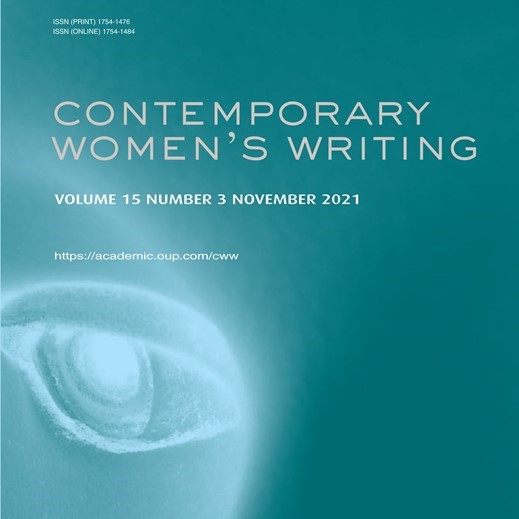 ISSN (PRINT) 1754-1476
ISSN (ONLINE) 1754-1484
CONTEMPORARY
WOMEN'S WRITING
VOLUME 15 NUMBER 3 NOVEMBER 2021
https://academic.oup.com/cww